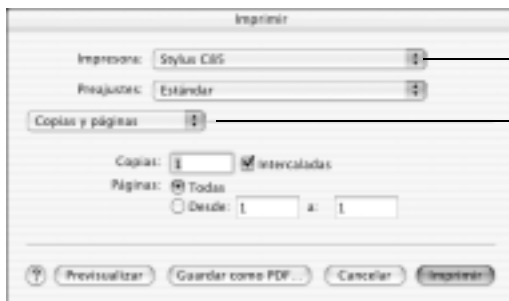 Imprimir
Impresora: Stylus C85
Preajustes: Estándar
Copias y páginas
Copias: 1 Intercaladas
Páginas: Todas
Desde: 1 a: 1
? Previsualizar Guardar como PDF... Cancelar Imprimir